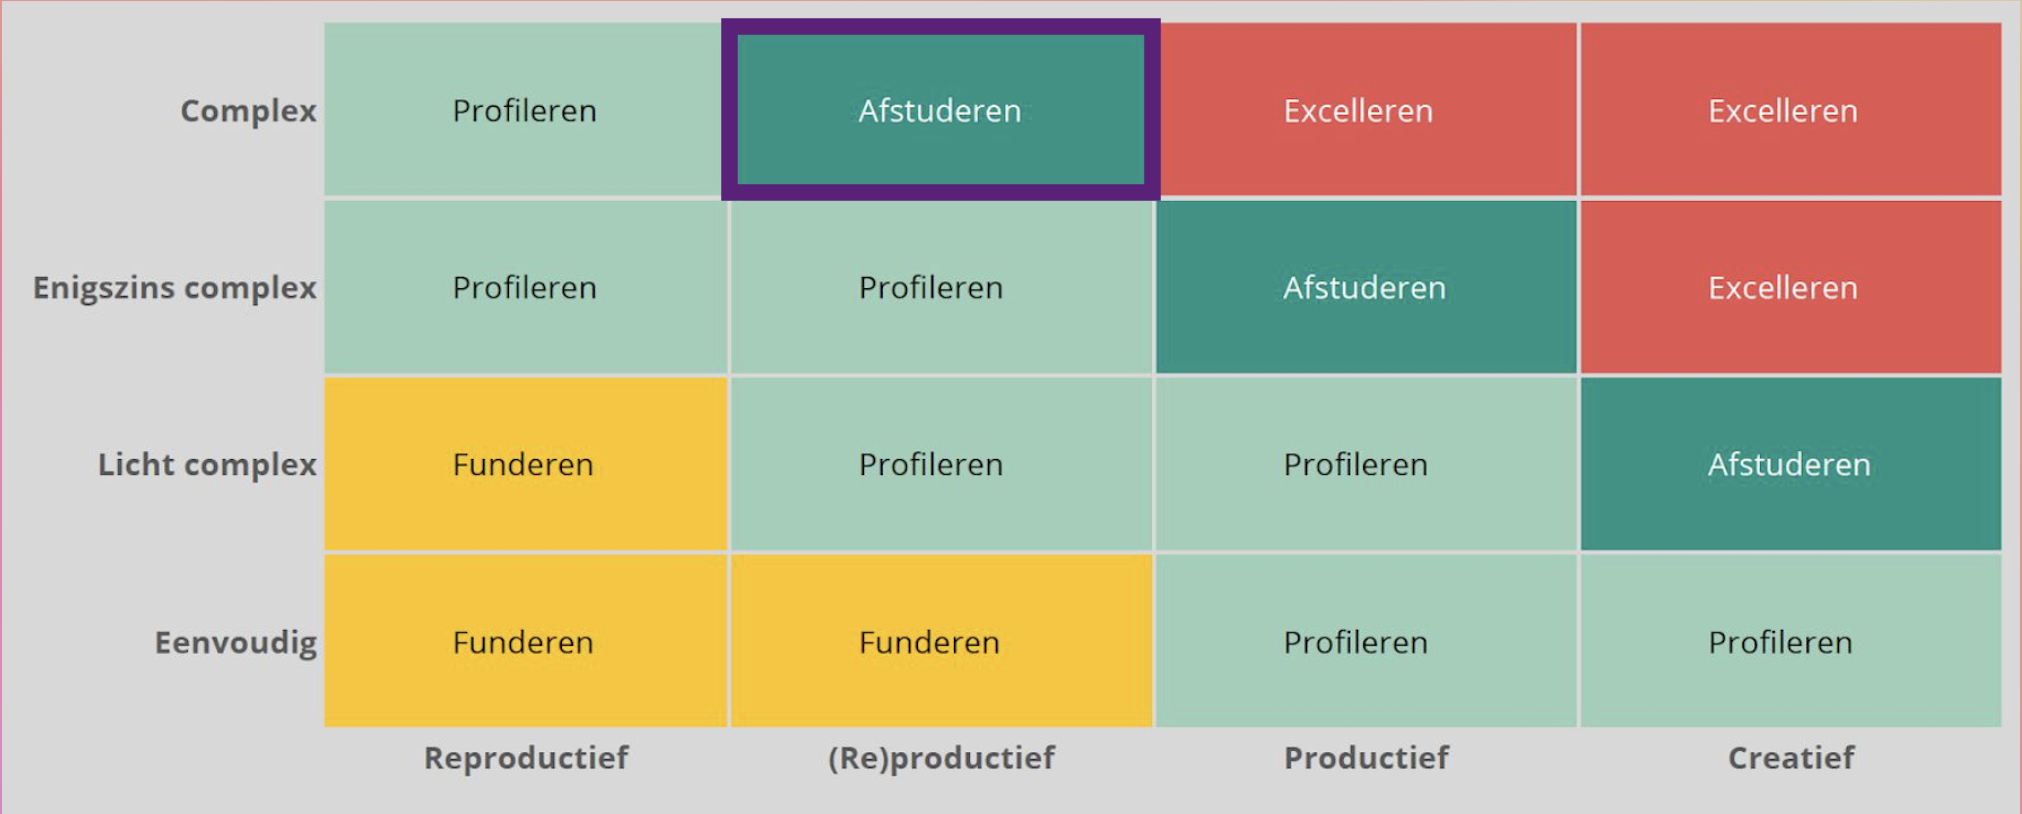 Complex Profileren Afstuderen Excelleren Excelleren
Enigszins complex Profileren Profileren Afstuderen Excelleren
Licht complex Funderen Profileren Profileren Afstuderen
Eenvoudig Funderen Funderen Profileren Profileren
Reproductief (Re)productief Productief Creatief